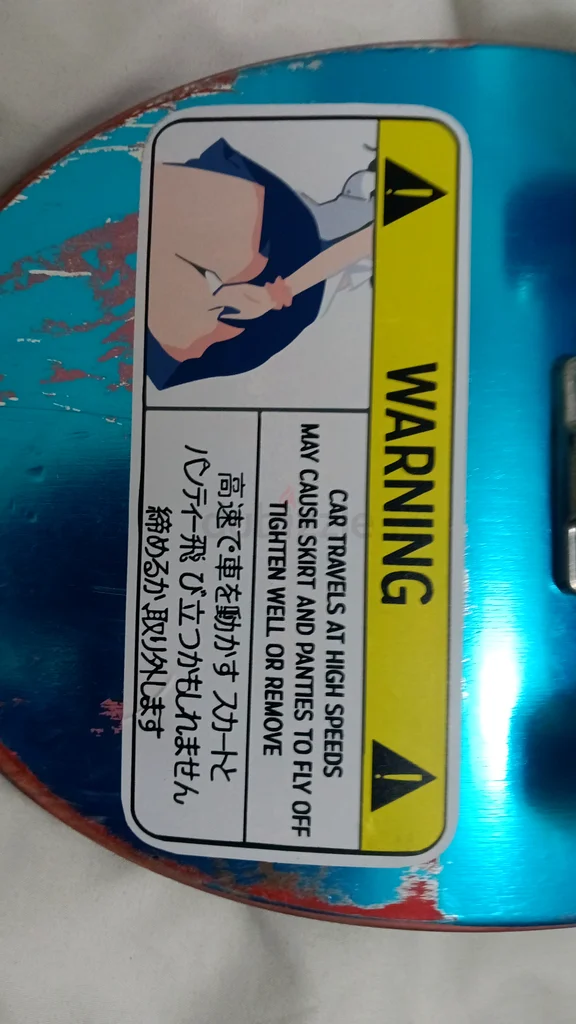 WARNING
CAR TRAVELS AT HIGH SPEEDS
MAY CAUSE SKIRT AND PANTIES TO FLY OFF
TIGHTEN WELL OR REMOVE
高速で車を動かす スカートと
パンティー飛び立つかもしれません
締めるか取り外します